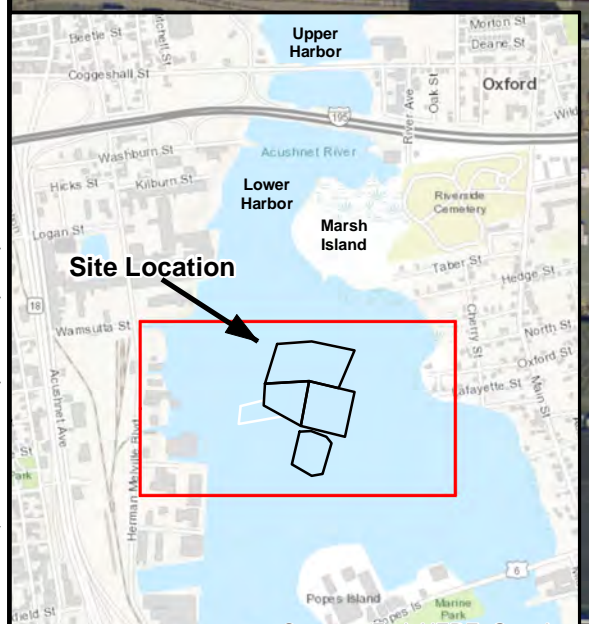 Beetle St
Upper
Harbor
Morton St
Deane St
Coggeshall St
Oxford
Oak St
River Ave
195
Washburn St
Acushnet River
Hicks St
Kilburn St
Lower
Harbor
Riverside
Cemetery
Marsh
Island
Logan St
Taber St
Site Location
Hedge St
18
Wamsutta St
Cherry St
North St
Oxford St
Lafayette St
Main St
Acushnet Ave
Herman Melville Blvd
St
Park
6
Popes Island
Popes Is
Marine
Park
field St